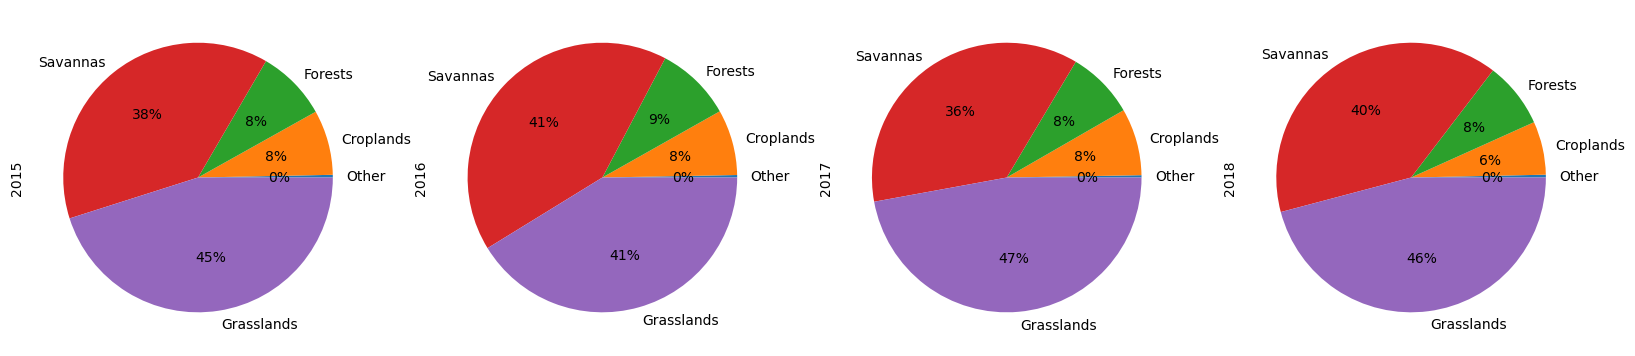 2015
Savannas
38%
Forests
8%
Croplands
8%
0%
Other
45%
Grasslands
2016
Savannas
41%
Forests
9%
Croplands
8%
0%
Other
41%
Grasslands
2017
Savannas
36%
Forests
8%
Croplands
8%
0%
Other
47%
Grasslands
2018
Savannas
40%
Forests
8%
Croplands
6%
0%
Other
46%
Grasslands